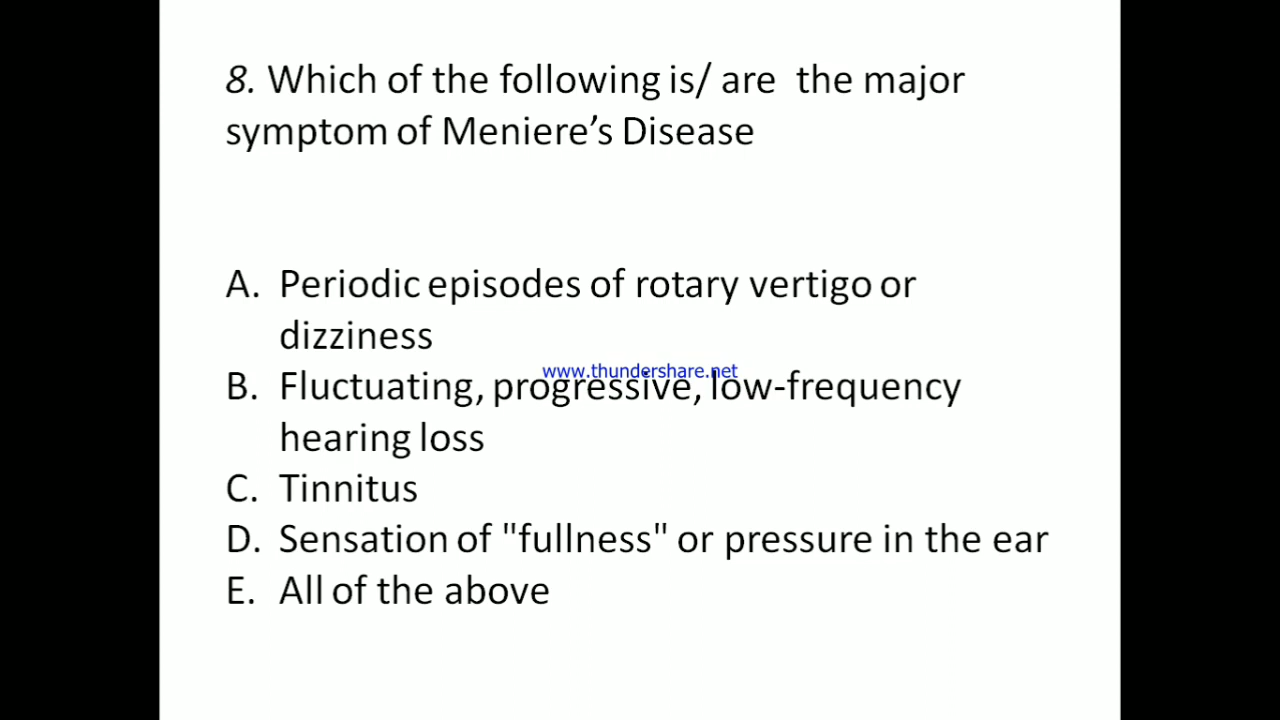 8. Which of the following is/ are  the major
symptom of Meniere’s Disease
A. Periodic episodes of rotary vertigo or
dizziness
www.thundershare.net
B. Fluctuating, progressive, low-frequency
hearing loss
C. Tinnitus
D. Sensation of "fullness" or pressure in the ear
E. All of the above